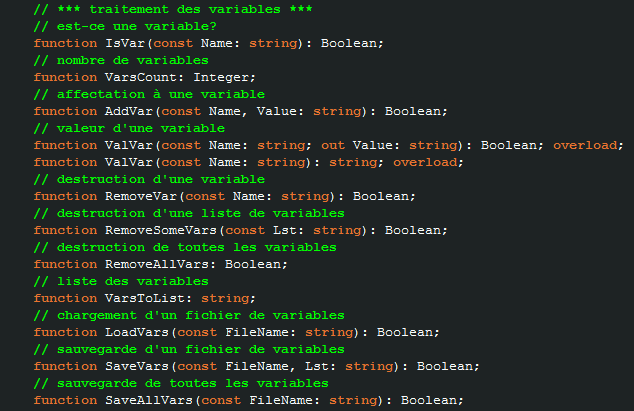 // *** traitement des variables ***
// est-ce une variable?
function IsVar(const Name: string): Boolean;
// nombre de variables
function VarsCount: Integer;
// affectation à une variable
function AddVar(const Name, Value: string): Boolean;
// valeur d'une variable
function ValVar(const Name: string; out Value: string): Boolean; overload;
function ValVar(const Name: string): string; overload;
// destruction d'une variable
function RemoveVar(const Name: string): Boolean;
// destruction d'une liste de variables
function RemoveSomeVars(const Lst: string): Boolean;
// destruction de toutes les variables
function RemoveAllVars: Boolean;
// liste des variables
function VarsToList: string;
// chargement d'un fichier de variables
function LoadVars(const FileName: string): Boolean;
// sauvegarde d'un fichier de variables
function SaveVars(const FileName, Lst: string): Boolean;
// sauvegarde de toutes les variables
function SaveAllVars(const FileName: string): Boolean;